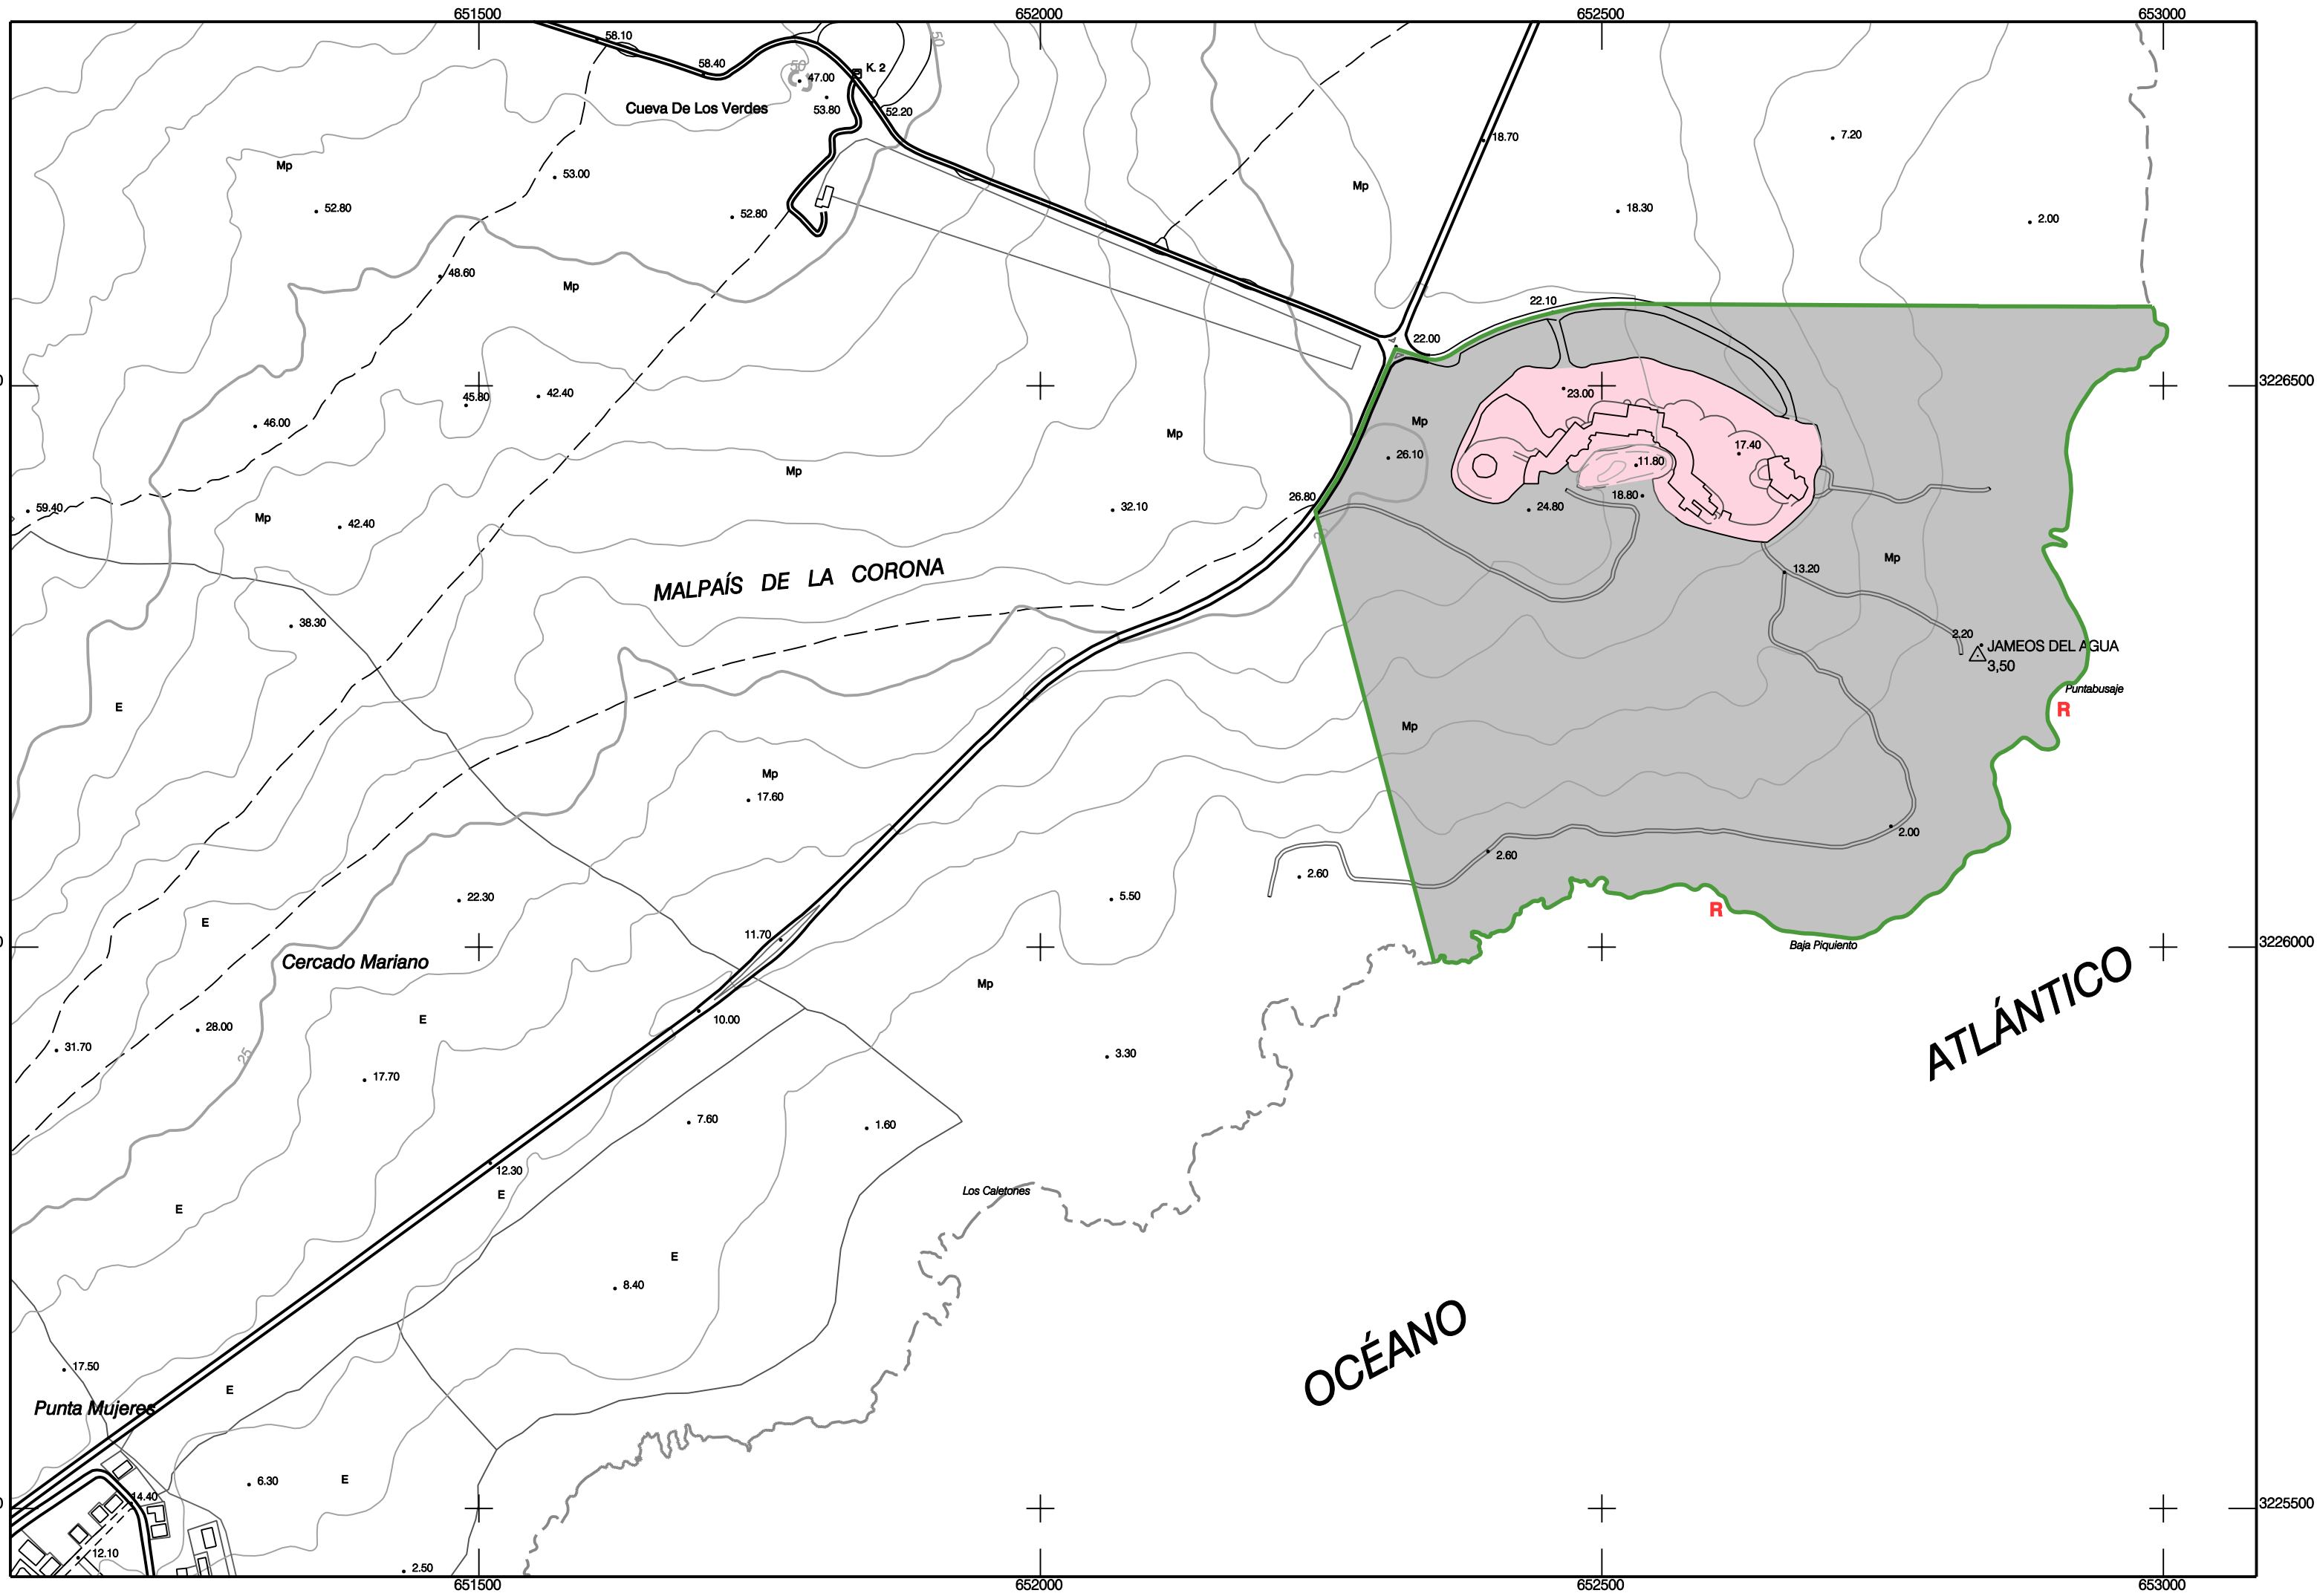 651500
652000
652500
653000
58.10
58.40
50
50
47.00
K. 2
53.80
52.20
Cueva De Los Verdes
18.70
7.20
Mp
53.00
Mp
52.80
52.80
18.30
2.00
48.60
Mp
22.10
22.00
3226500
45.80
42.40
23.00
46.00
Mp
Mp
17.40
Mp
26.10
11.80
59.40
26.80
18.80
Mp
42.40
32.10
24.80
Mp
MALPAÍS DE LA CORONA
13.20
38.30
2.20
JAMEOS DEL AGUA
3,50
Puntabusaje
E
R
Mp
Mp
17.60
2.00
2.60
2.60
22.30
5.50
R
E
11.70
Baja Piquiento
3226000
Cercado Mariano
Mp
ATLÁNTICO
E
10.00
28.00
25
31.70
3.30
17.70
7.60
1.60
12.30
E
Los Caletones
E
E
8.40
OCÉANO
17.50
E
Punta Mujeres
6.30
E
14.40
3225500
12.10
2.50
651500
652000
652500
653000